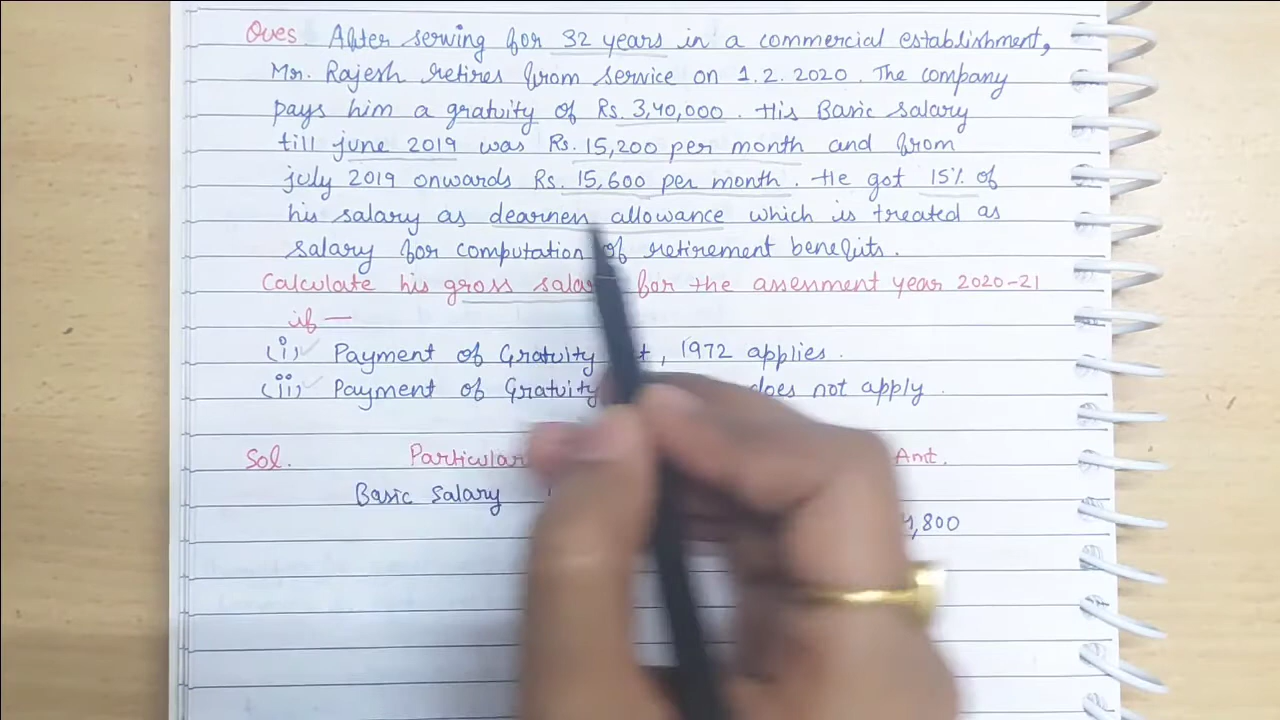 Ques. After serving for 32 years in a commercial establishment,
Mr. Rajesh retires from service on 1.2.2020. The company
pays him a gratuity of Rs. 3,40,000. His Basic salary
till june 2019 was Rs. 15,200 per month and from
july 2019 onwards Rs. 15,600 per month. He got 15% of
his salary as dearness allowance which is treated as
salary for computation of retirement benefits.
Calculate his gross salary for the assessment year 2020-21
if —
(i) Payment of Gratuity 1972 applies.
(ii) Payment of Gratuity does not apply.
Sol. Particular Amt.
Basic Salary
,800